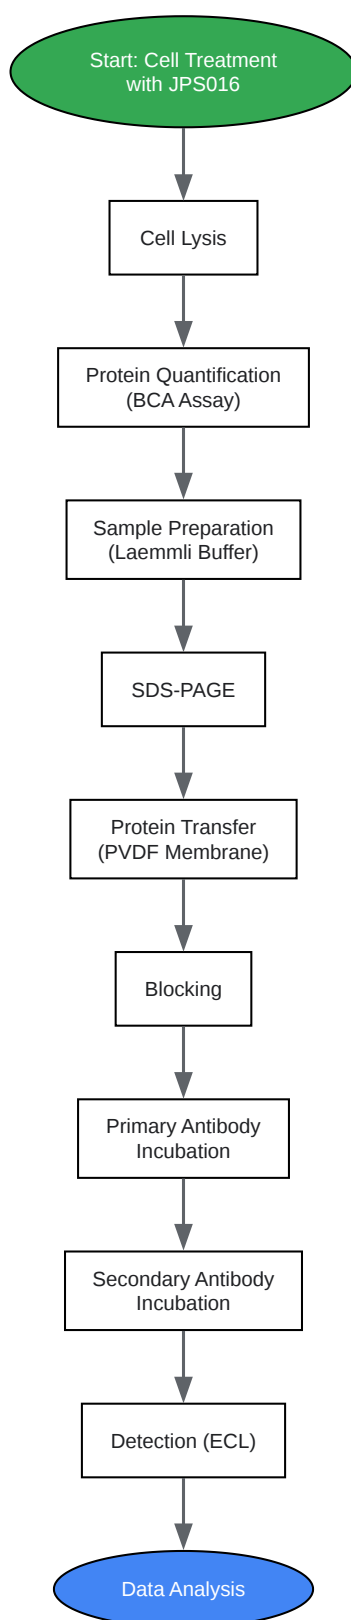 Start: Cell Treatment
with JPS016
Cell Lysis
Protein Quantification
(BCA Assay)
Sample Preparation
(Laemmli Buffer)
SDS-PAGE
Protein Transfer
(PVDF Membrane)
Blocking
Primary Antibody
Incubation
Secondary Antibody
Incubation
Detection (ECL)
Data Analysis